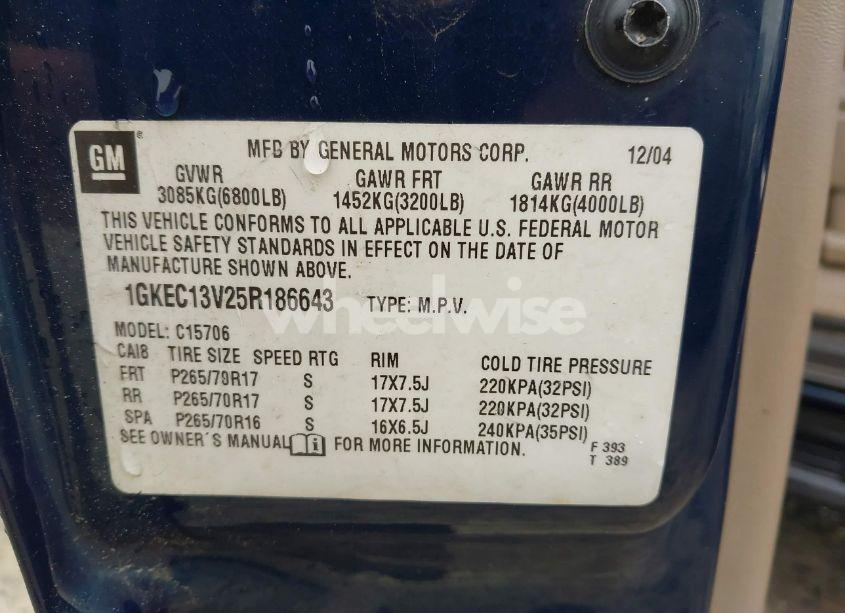 GM ®
MFD BY GENERAL MOTORS CORP. 12/04
GVWR GAWR FRT GAWR RR
3085KG(6800LB) 1452KG(3200LB) 1814KG(4000LB)
THIS VEHICLE CONFORMS TO ALL APPLICABLE U.S. FEDERAL MOTOR
VEHICLE SAFETY STANDARDS IN EFFECT ON THE DATE OF
MANUFACTURE SHOWN ABOVE.
1GKEC13V25R186643 TYPE: M.P.V.
wheelwise
MODEL: C15706
CAI8 TIRE SIZE SPEED RTG RIM COLD TIRE PRESSURE
FRT P265/70R17 S 17X7.5J 220KPA(32PSI)
RR P265/70R17 S 17X7.5J 220KPA(32PSI)
SPA P265/70R16 S 16X6.5J 240KPA(35PSI)
SEE OWNER'S MANUAL i FOR MORE INFORMATION.
F 393
T 389